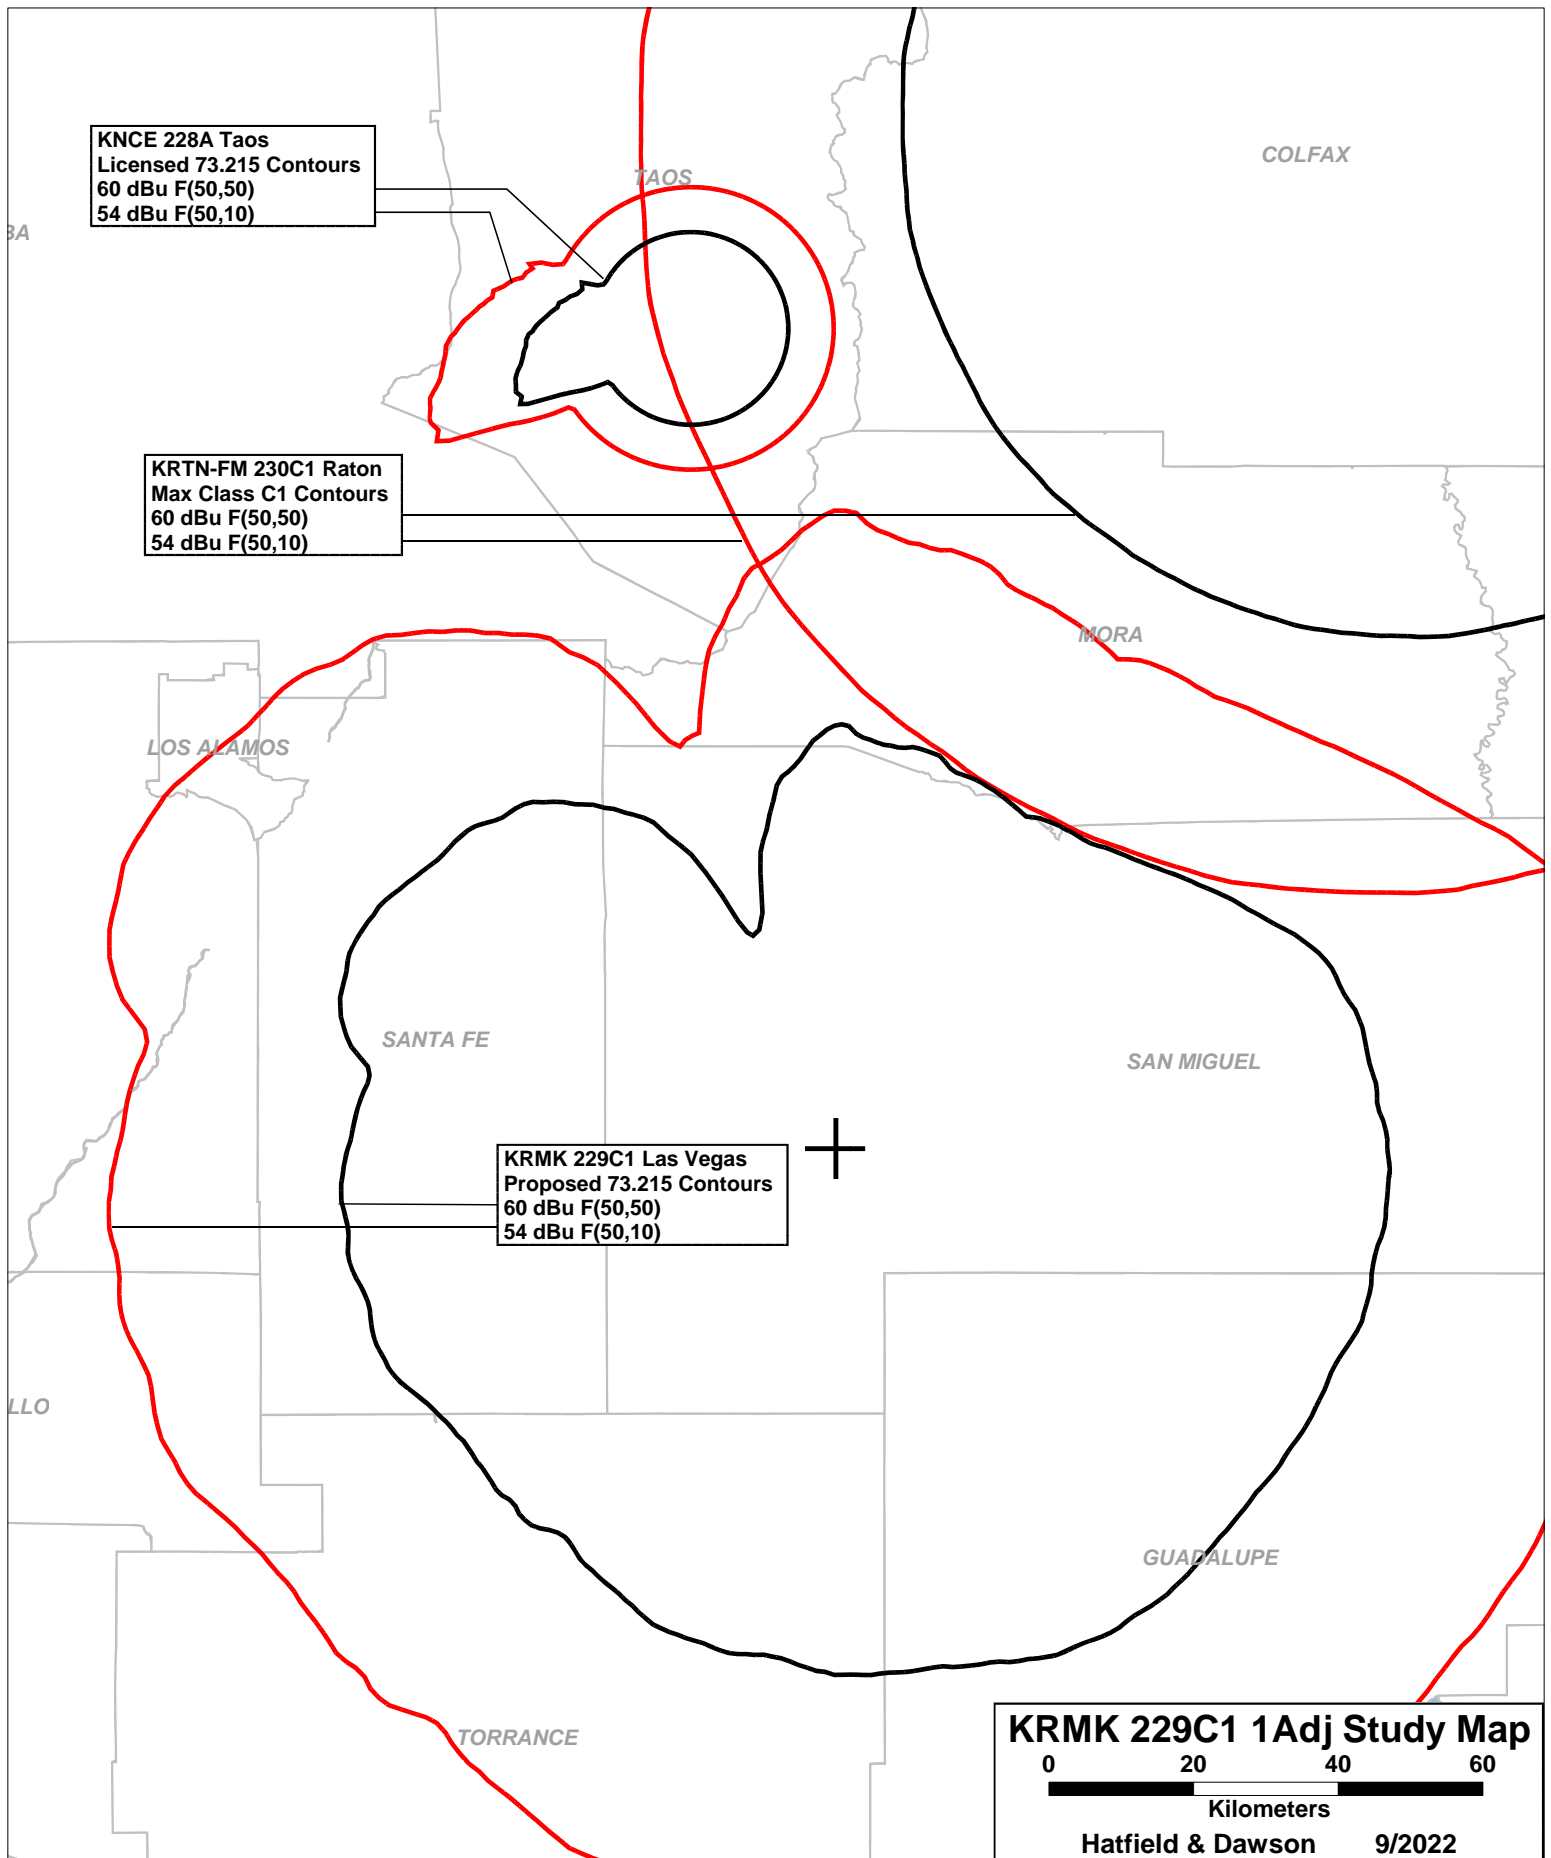 COLFAX
KNCE 228A Taos
Licensed 73.215 Contours
60 dBu F(50,50)
54 dBu F(50,10)
TAOS
BA
KRTN-FM 230C1 Raton
Max Class C1 Contours
60 dBu F(50,50)
54 dBu F(50,10)
MORA
LOS ALAMOS
SANTA FE
SAN MIGUEL
KRMK 229C1 Las Vegas
Proposed 73.215 Contours
60 dBu F(50,50)
54 dBu F(50,10)
LLO
GUADALUPE
TORRANCE
KRMK 229C1 1Adj Study Map
0 20 40 60
Kilometers
Hatfield & Dawson 9/2022